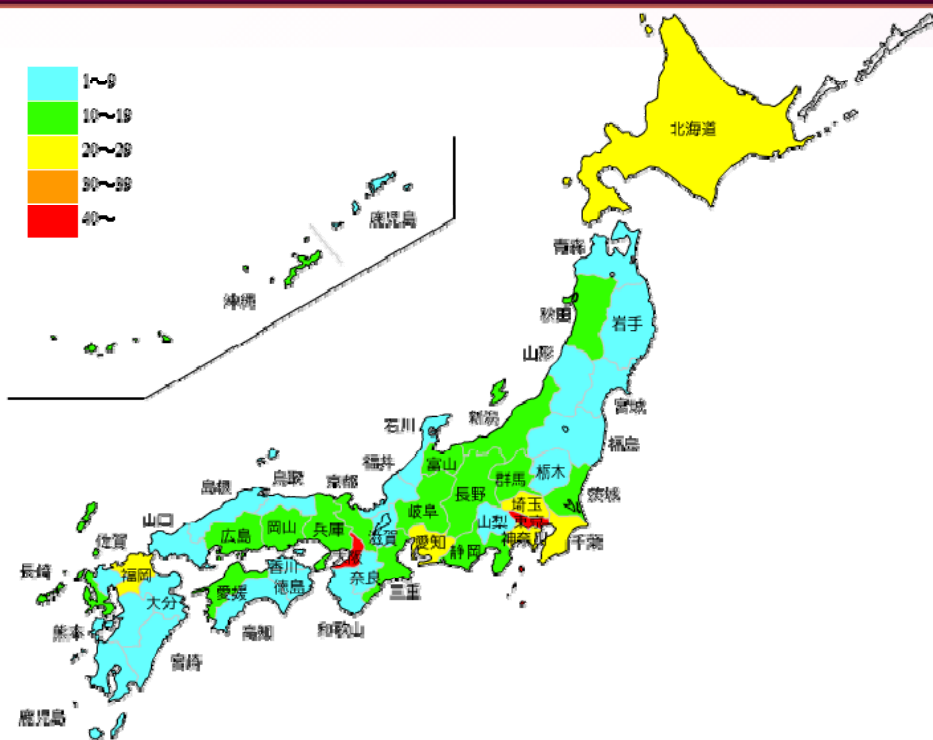 1～9
10～19
20～29
30～39
40～
北海道
鹿児島
沖縄
青森
秋田
岩手
山形
宮城
新潟
石川
福島
福井
富山
群馬
栃木
島根
鳥取
京都
長野
茨城
岐阜
埼玉
山口
広島
岡山
兵庫
滋賀
山梨
東京
佐賀
大阪
愛知
静岡
神奈川
千葉
長崎
福岡
香川
奈良
大分
愛媛
徳島
三重
熊本
高知
和歌山
宮崎
鹿児島